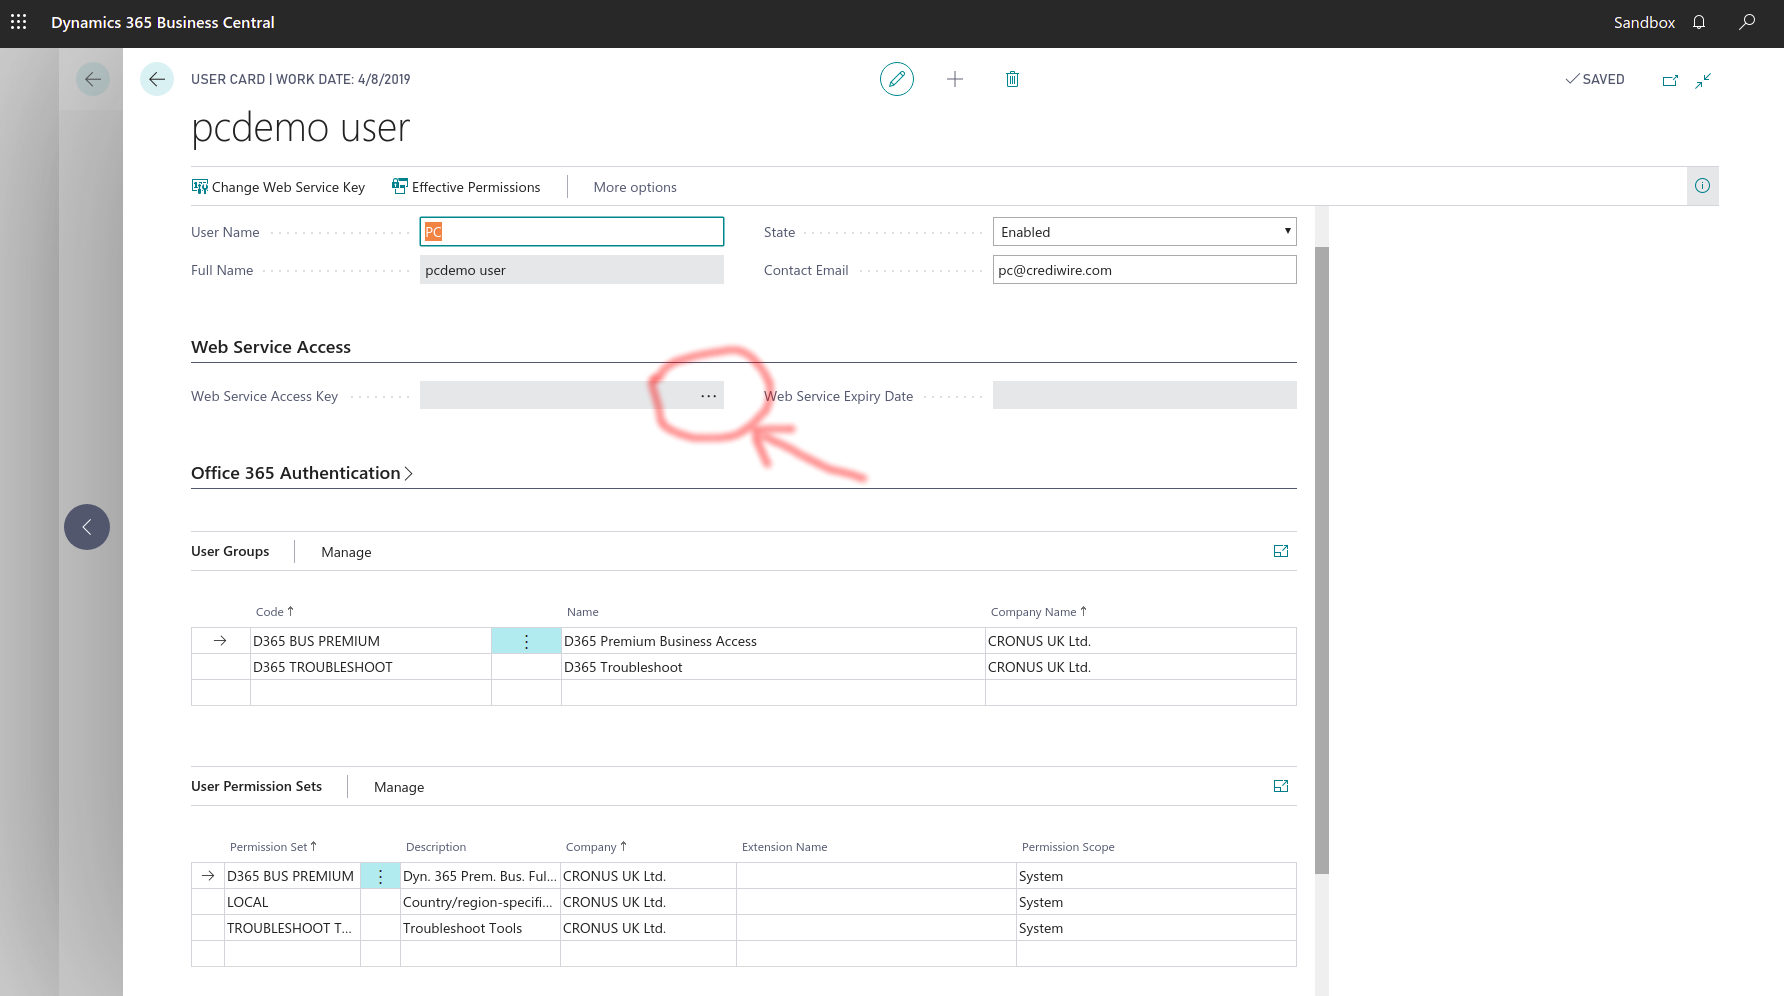 Dynamics 365 Business Central Sandbox
USER CARD | WORK DATE: 4/8/2019 SAVED
pcdemo user
Change Web Service Key Effective Permissions More options
User Name PC State Enabled
Full Name pcdemo user Contact Email pc@crediwire.com
Web Service Access
Web Service Access Key ... Web Service Expiry Date
Office 365 Authentication
User Groups Manage
Code Name Company Name
D365 BUS PREMIUM D365 Premium Business Access CRONUS UK Ltd.
D365 TROUBLESHOOT D365 Troubleshoot CRONUS UK Ltd.
User Permission Sets Manage
Permission Set Description Company Extension Name Permission Scope
D365 BUS PREMIUM Dyn. 365 Prem. Bus. Ful... CRONUS UK Ltd. System
LOCAL Country/region-specifi... CRONUS UK Ltd. System
TROUBLESHOOT T... Troubleshoot Tools CRONUS UK Ltd. System